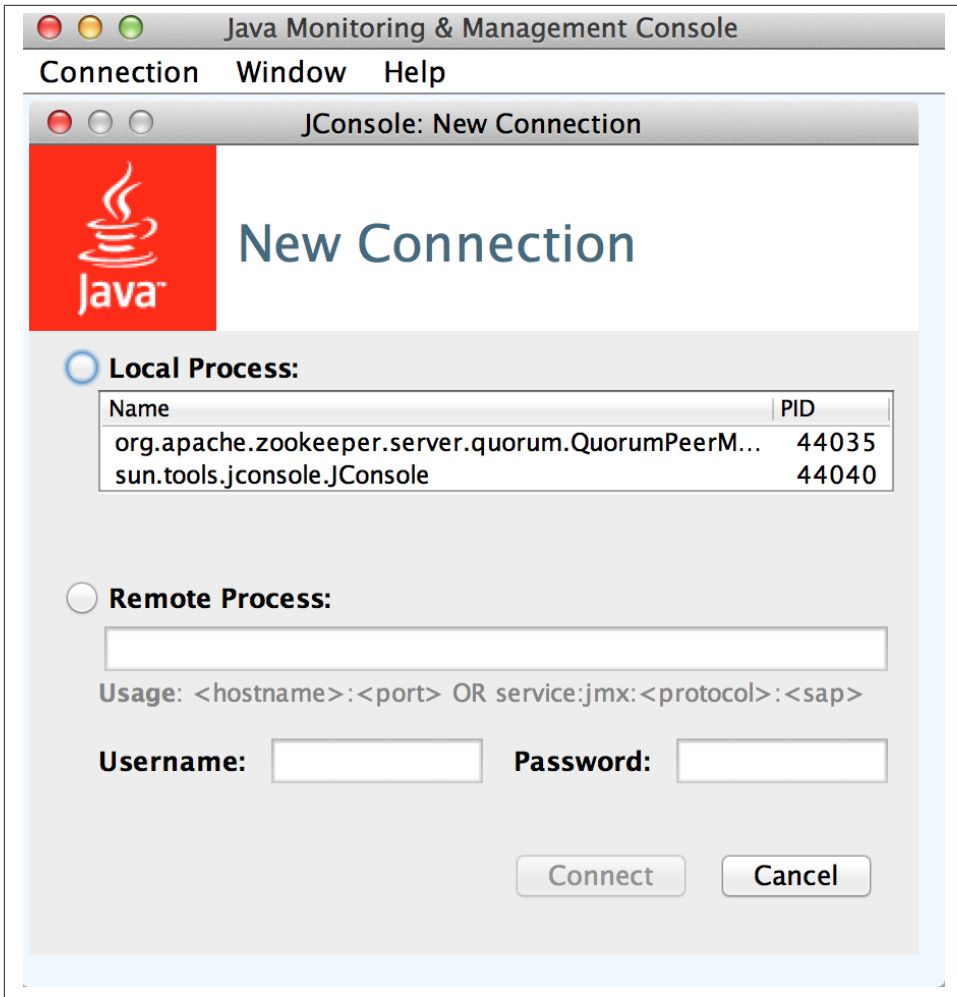 Java Monitoring & Management Console
Connection Window Help
JConsole: New Connection
Java™
New Connection
Local Process:
Name PID
org.apache.zookeeper.server.quorum.QuorumPeerM... 44035
sun.tools.jconsole.JConsole 44040
Remote Process:
Usage: <hostname>:<port> OR service:jmx:<protocol>:<sap>
Username: Password:
Connect Cancel